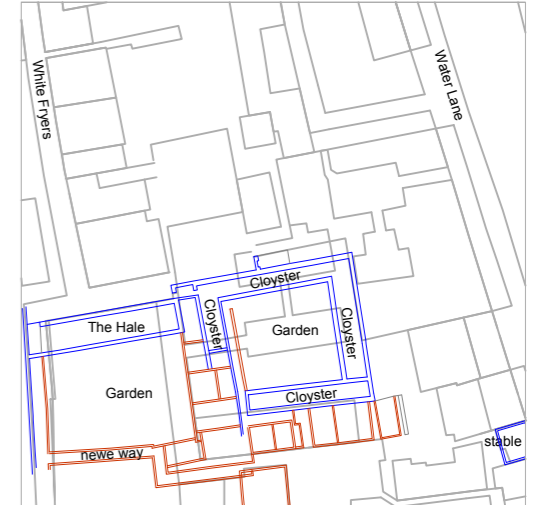 White Fryers
Water Lane
Cloyster
Cloyster
The Hale
Garden
Cloyster
Garden
Cloyster
stable
newe way